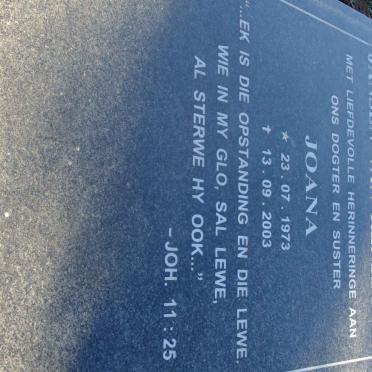 MET LIEFDEVOLLE HERINNERINGE AAN
ONS DOGTER EN SUSTER
JOANA
★ 23 . 07 . 1973
✝ 13 . 09 . 2003
"...EK IS DIE OPSTANDING EN DIE LEWE.
WIE IN MY GLO, SAL LEWE,
AL STERWE HY OOK..."
– JOH. 11 : 25